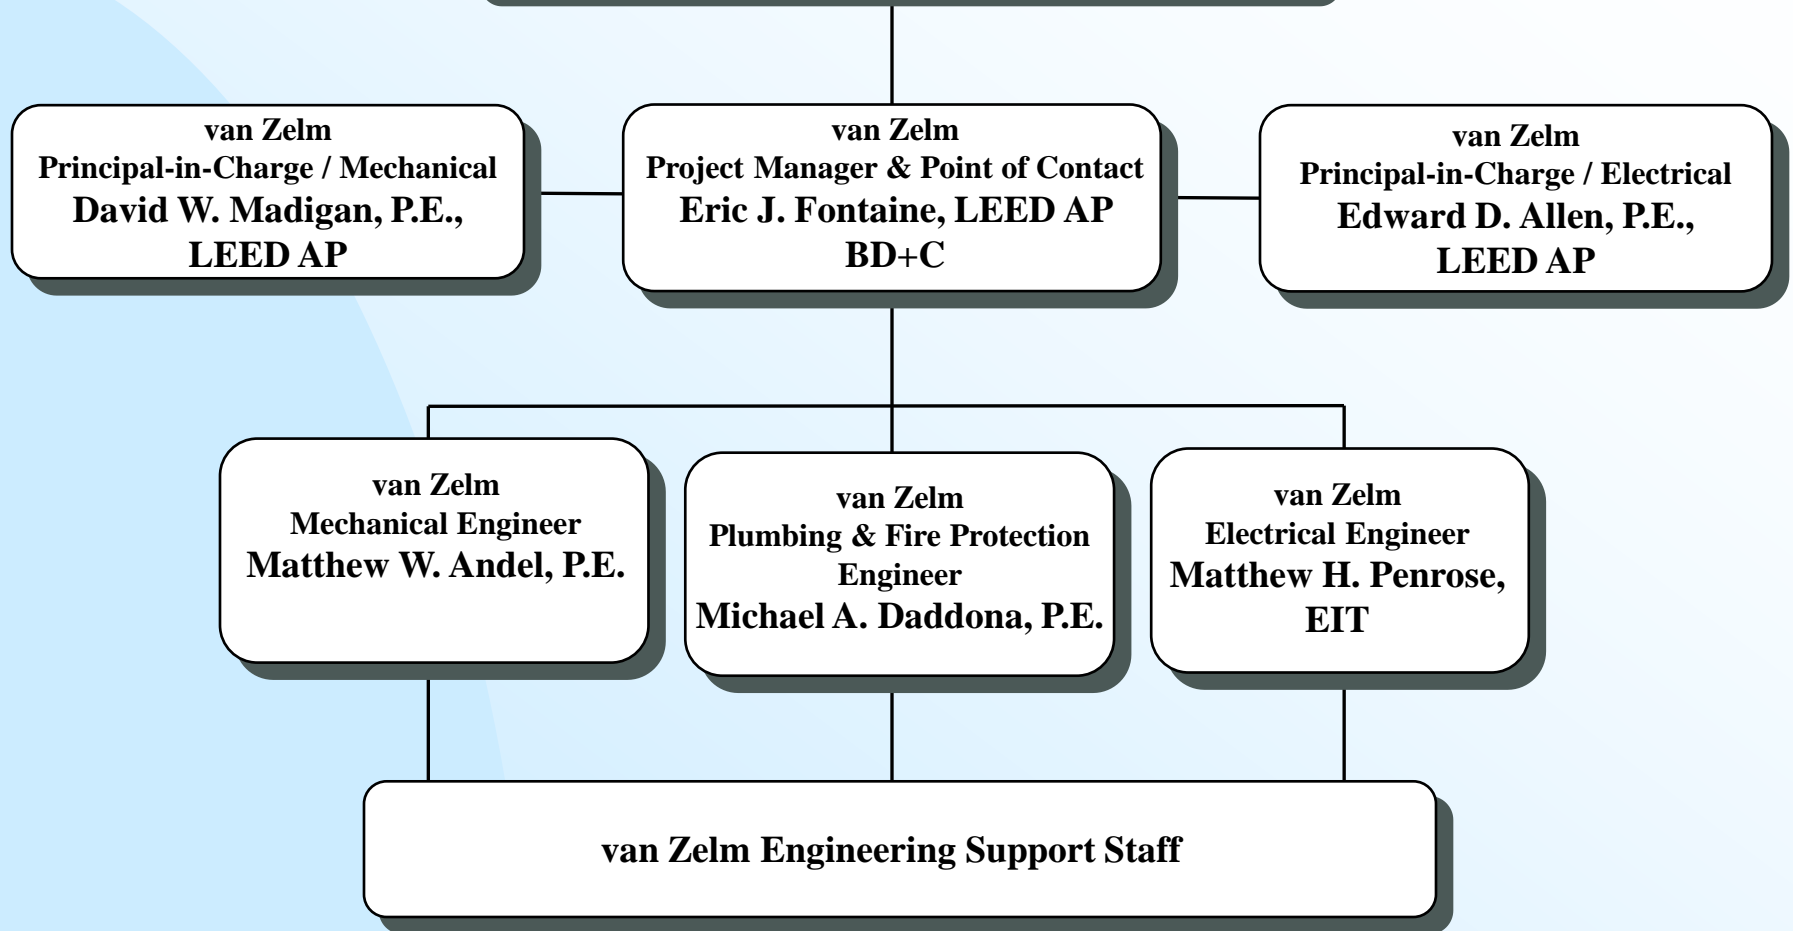 van Zelm
Principal-in-Charge / Mechanical
David W. Madigan, P.E.,
LEED AP
van Zelm
Project Manager & Point of Contact
Eric J. Fontaine, LEED AP
BD+C
van Zelm
Principal-in-Charge / Electrical
Edward D. Allen, P.E.,
LEED AP
van Zelm
Mechanical Engineer
Matthew W. Andel, P.E.
van Zelm
Plumbing & Fire Protection
Engineer
Michael A. Daddona, P.E.
van Zelm
Electrical Engineer
Matthew H. Penrose,
EIT
van Zelm Engineering Support Staff